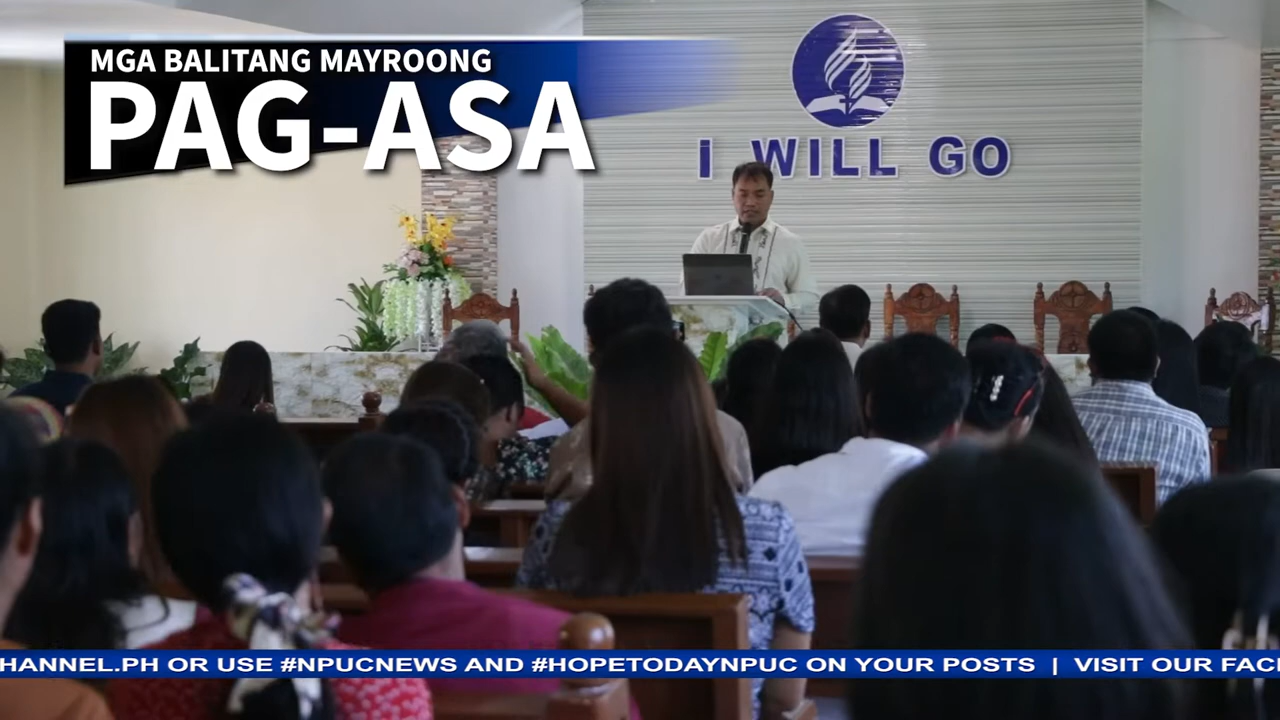 MGA BALITANG MAYROONG
PAG-ASA
I WILL GO
HANNEL.PH OR USE #NPUCNEWS AND #HOPETODAYNPUC ON YOUR POSTS | VISIT OUR FAC